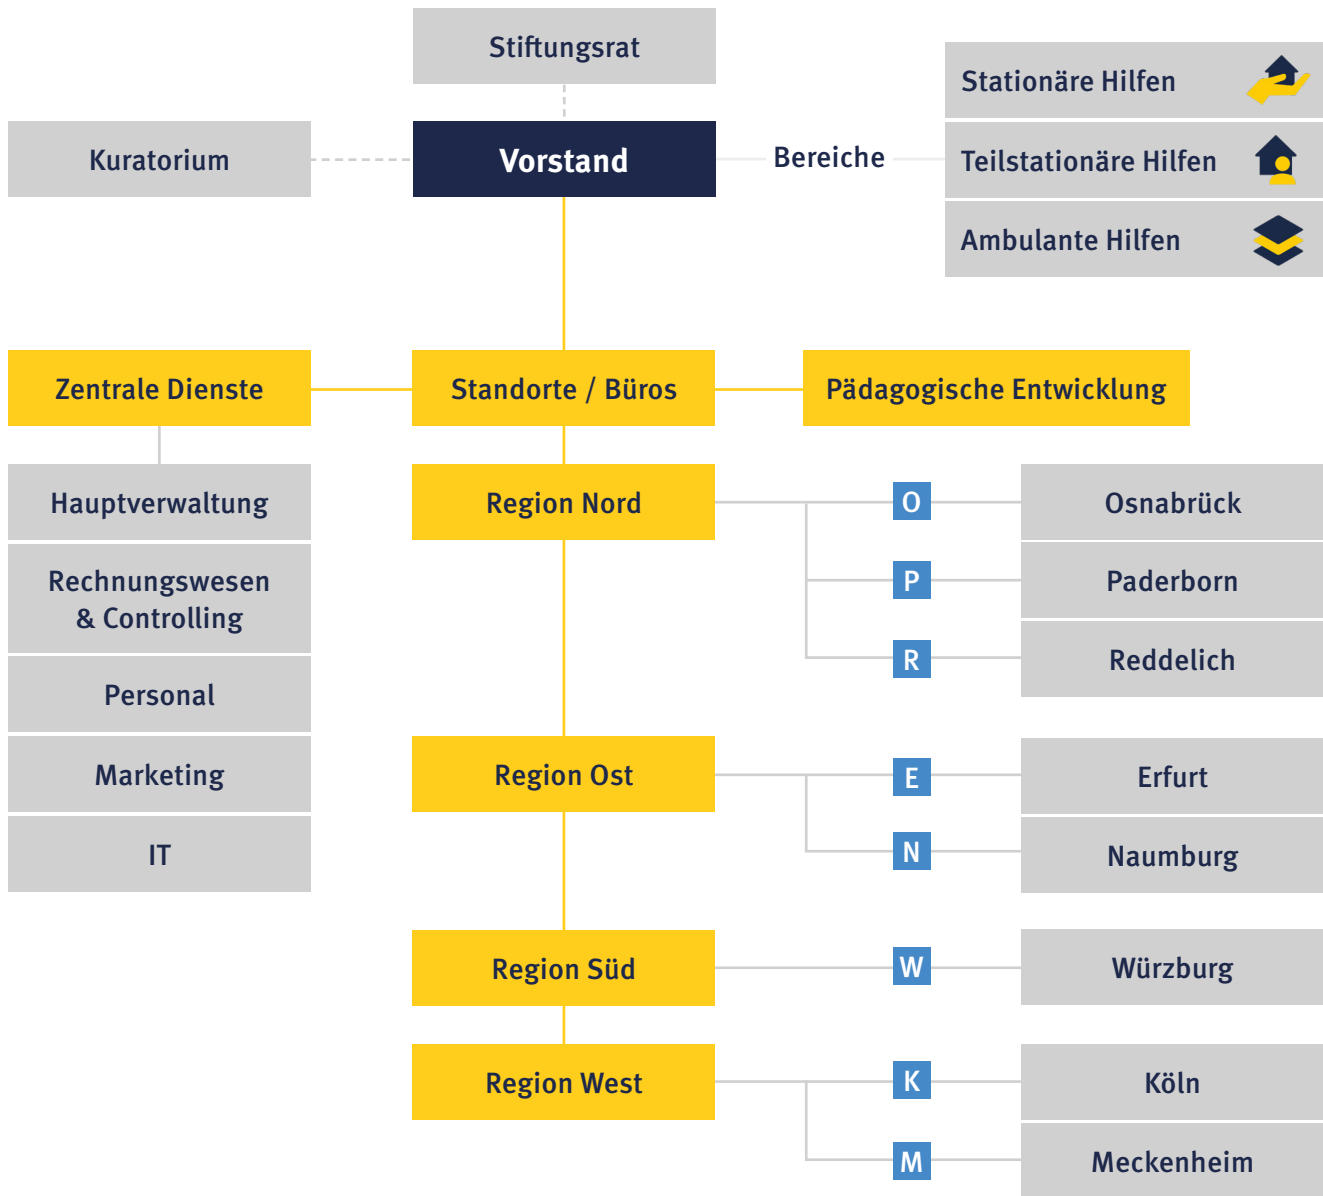 Stiftungsrat
Kuratorium
Vorstand
Bereiche
Stationäre Hilfen
Teilstationäre Hilfen
Ambulante Hilfen
Zentrale Dienste
Standorte / Büros
Pädagogische Entwicklung
Hauptverwaltung
Rechnungswesen
& Controlling
Personal
Marketing
IT
Region Nord
O
Osnabrück
P
Paderborn
R
Reddelich
Region Ost
E
Erfurt
N
Naumburg
Region Süd
W
Würzburg
Region West
K
Köln
M
Meckenheim